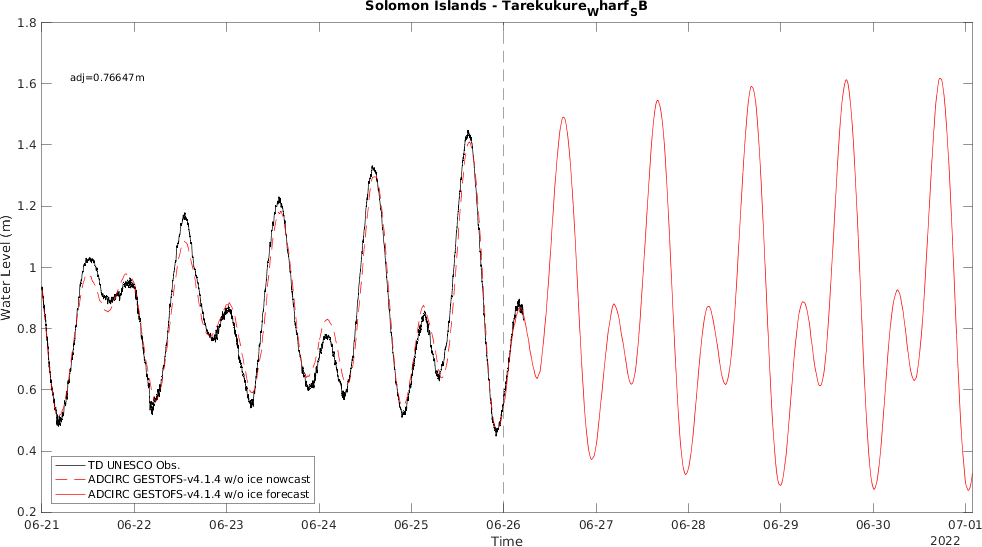 Solomon Islands - TarekukureWharfSB
1.8
1.6
1.4
1.2
1
0.8
0.6
0.4
0.2
Water Level (m)
adj=0.76647m
TD UNESCO Obs.
ADCIRC GESTOFS-v4.1.4 w/o ice nowcast
ADCIRC GESTOFS-v4.1.4 w/o ice forecast
06-21 06-22 06-23 06-24 06-25 06-26 06-27 06-28 06-29 06-30 07-01
Time
2022